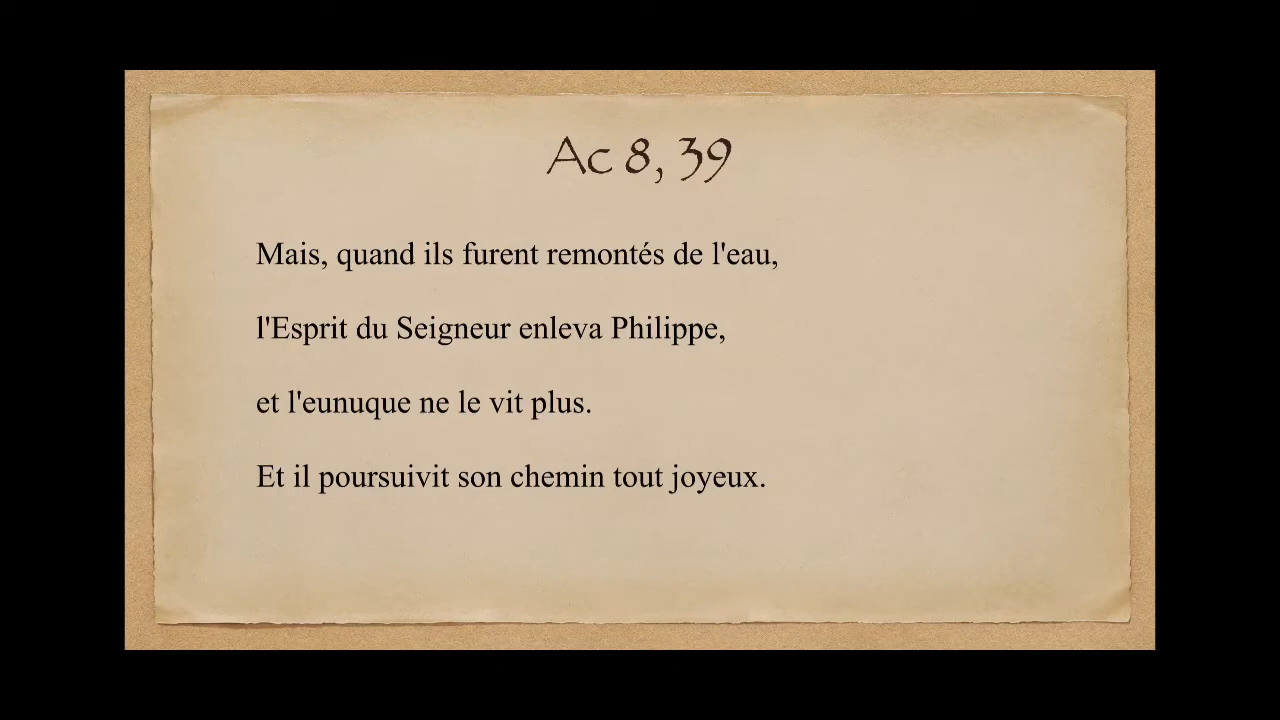 Ac 8, 39
Mais, quand ils furent remontés de l'eau,
l'Esprit du Seigneur enleva Philippe,
et l'eunuque ne le vit plus.
Et il poursuivit son chemin tout joyeux.